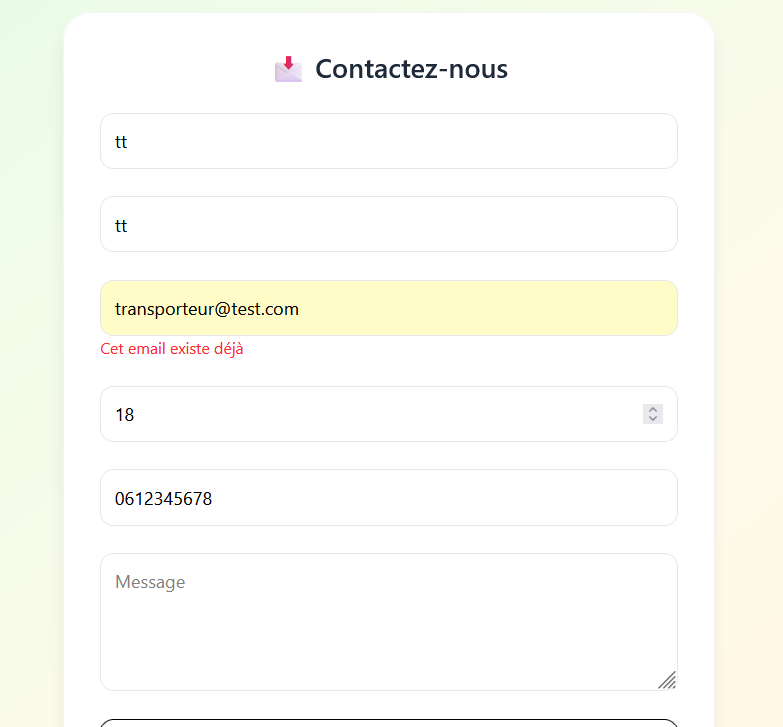 Contactez-nous
tt
tt
transporteur@test.com
Cet email existe déjà
18
0612345678
Message